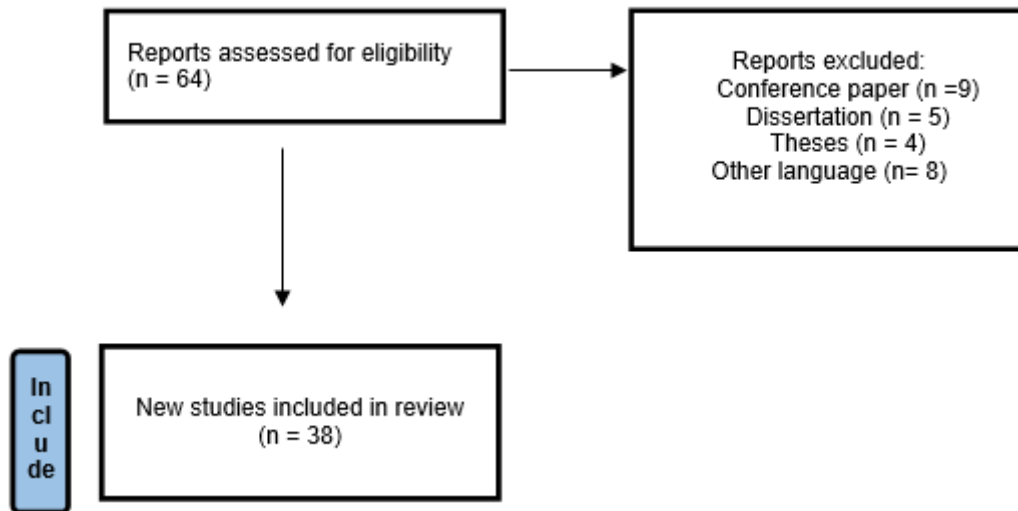 Reports assessed for eligibility
(n = 64)
Reports excluded:
Conference paper (n =9)
Dissertation (n = 5)
Theses (n = 4)
Other language (n= 8)
In
cl
u
de
New studies included in review
(n = 38)